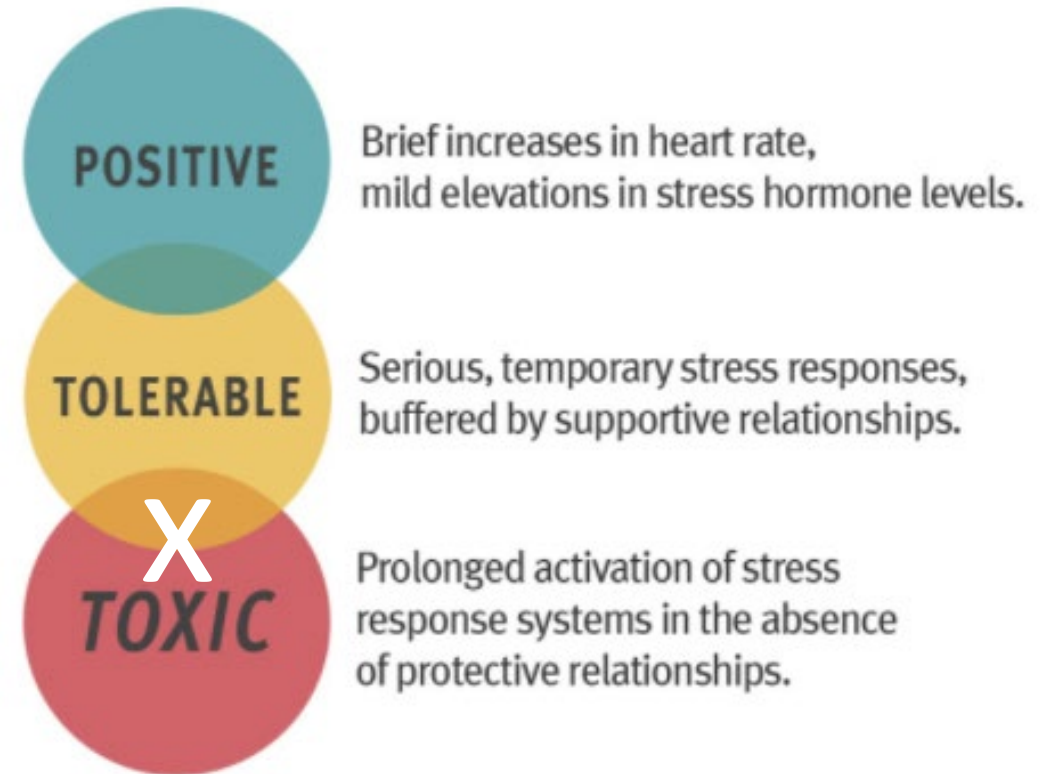 POSITIVE
Brief increases in heart rate,
mild elevations in stress hormone levels.
TOLERABLE
Serious, temporary stress responses,
buffered by supportive relationships.
X
TOXIC
Prolonged activation of stress
response systems in the absence
of protective relationships.